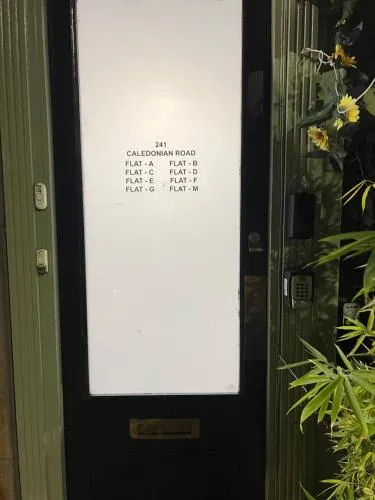 241
CALEDONIAN ROAD
FLAT - A FLAT - B
FLAT - C FLAT - D
FLAT - E FLAT - F
FLAT - G FLAT - M